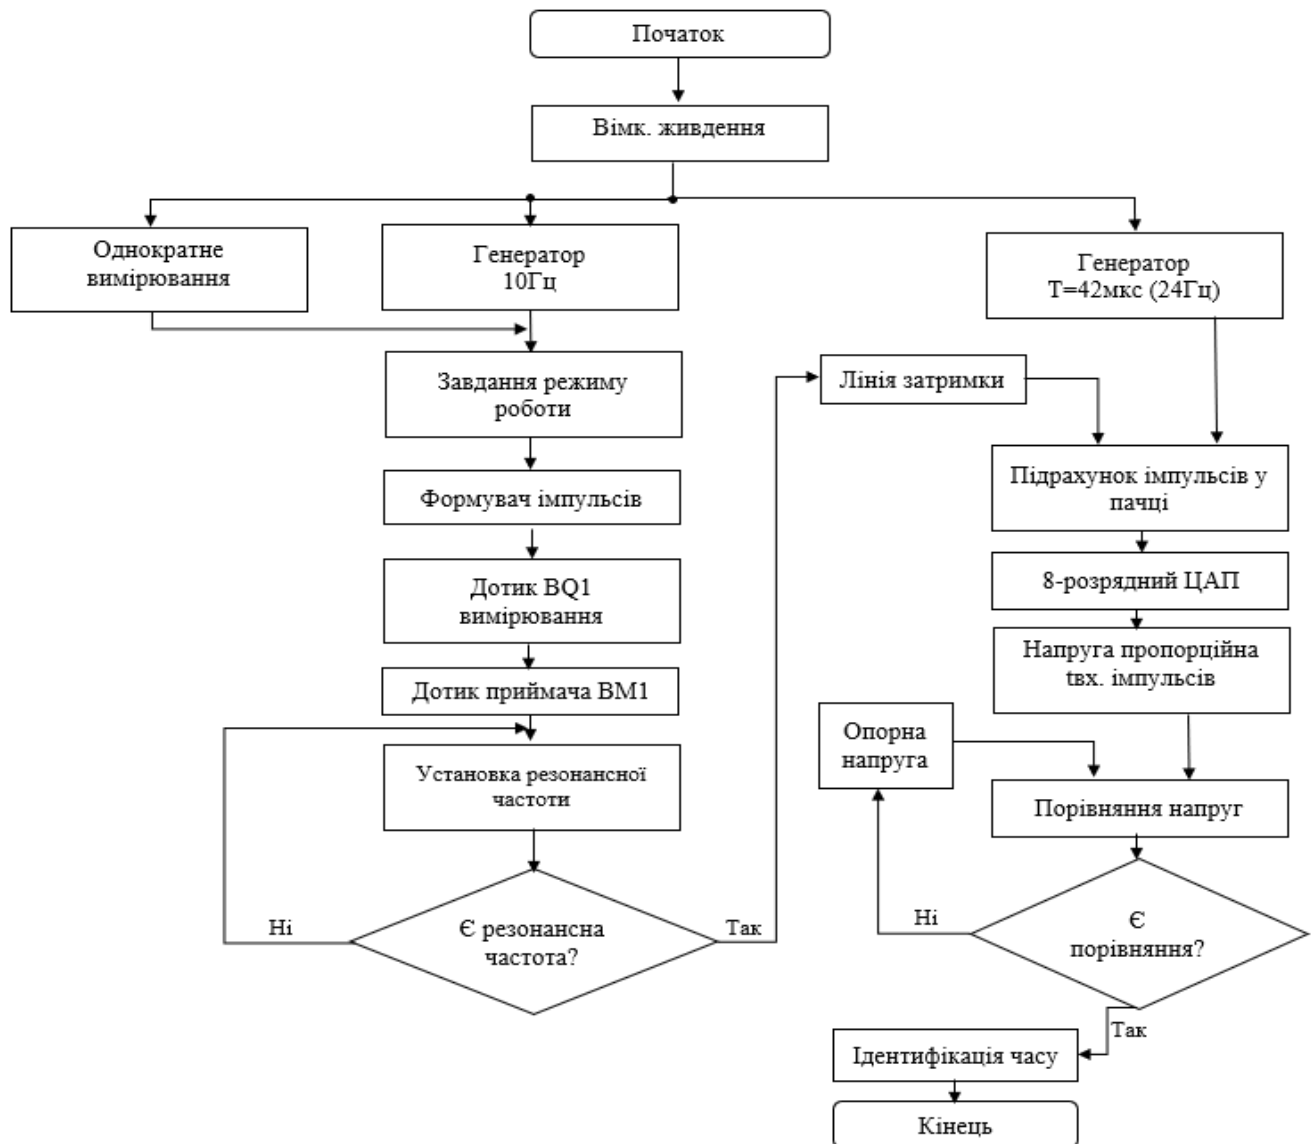 Початок
Вімк. живдення
Однократне
вимірювання
Генератор
10Гц
Генератор
Т=42мкс (24Гц)
Завдання режиму
роботи
Лінія затримки
Формувач імпульсів
Підрахунок імпульсів у
пачці
Дотик BQ1
вимірювання
8-розрядний ЦАП
Дотик приймача ВМ1
Напруга пропорційна
tвх. імпульсів
Установка резонансної
частоти
Опорна
напруга
Порівняння напруг
Є резонансна
частота?
Ні
Так
Є
порівняння?
Ні
Так
Ідентифікація часу
Кінець